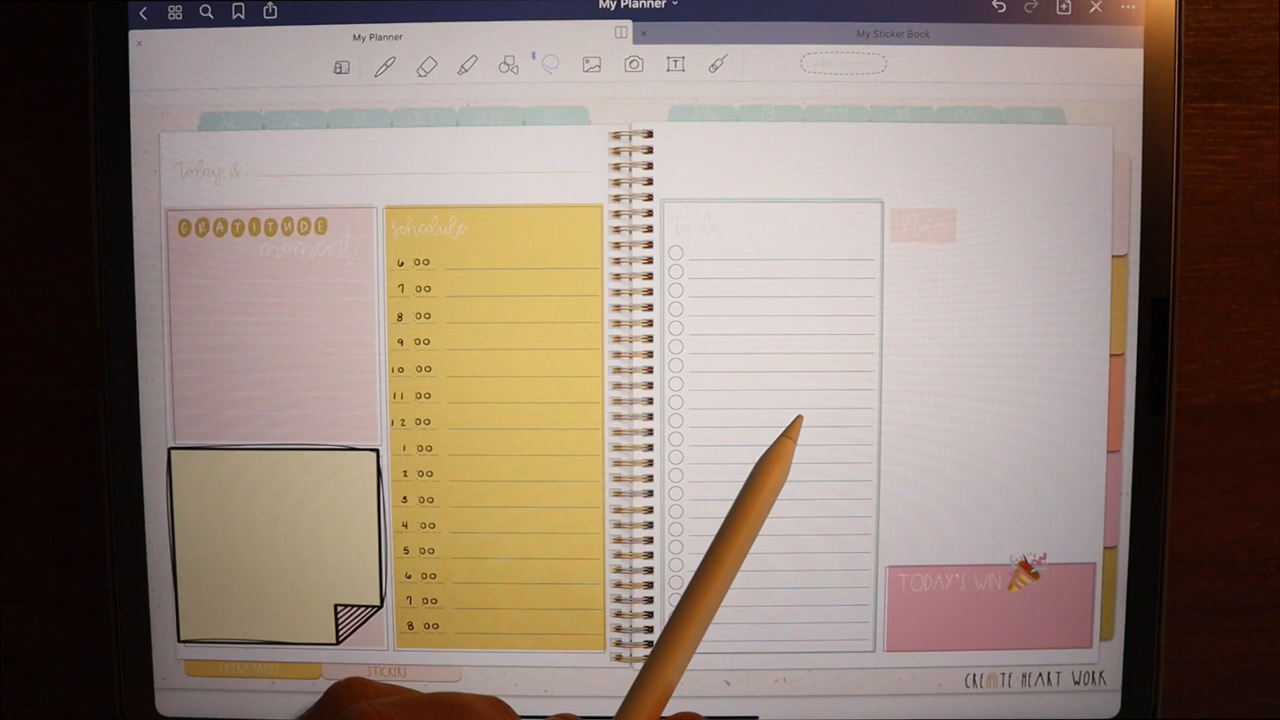 My Planner
My Planner
My Sticker Book
Today is:
GRATITUDE
moment
schedule
6 00
7 00
8 00
9 00
10 00
11 00
12 00
1 00
2 00
3 00
4 00
5 00
6 00
7 00
8 00
To do
TODAY'S WIN
EXTRA PAGES
STICKERS
CREATE HEART WORK